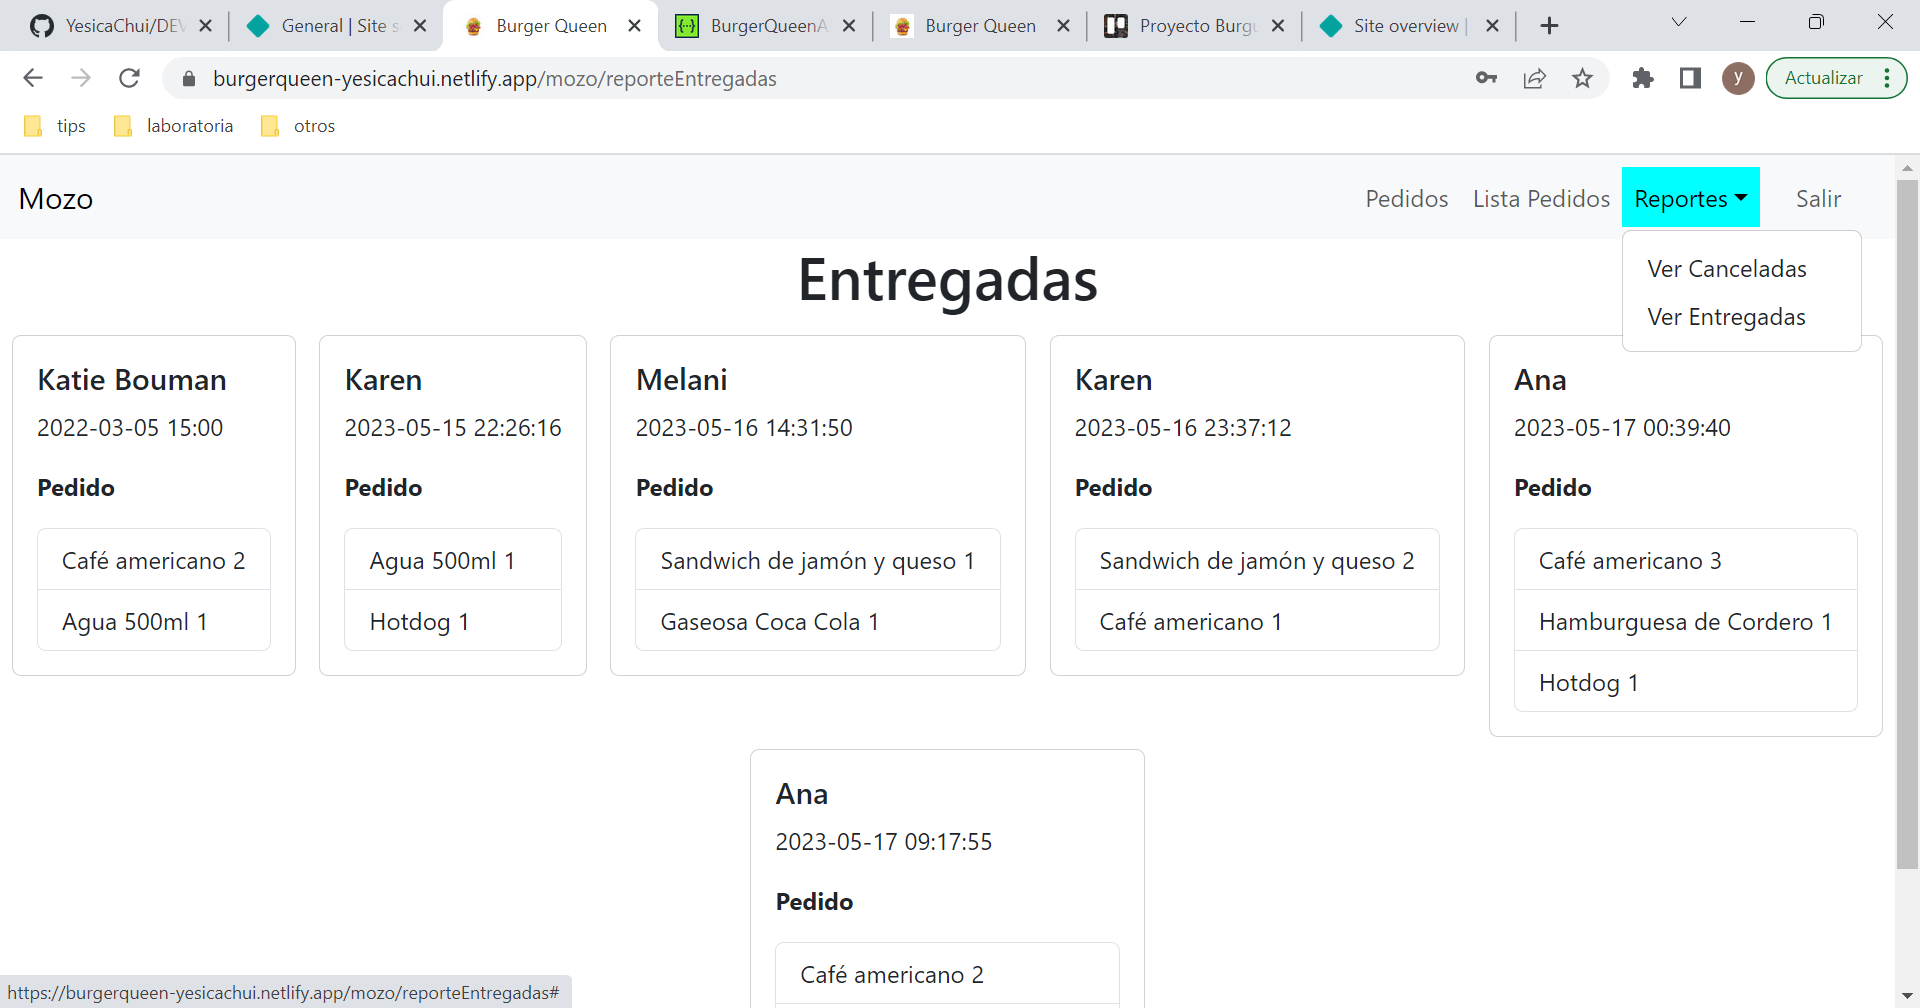 YesicaChui/DEV
General | Site s
Burger Queen
BurgerQueenA
Burger Queen
Proyecto Burgu
Site overview |
burgerqueen-yesicachui.netlify.app/mozo/reporteEntregadas
y
Actualizar
tips
laboratoria
otros
Mozo
Pedidos
Lista Pedidos
Reportes
Salir
Ver Canceladas
Ver Entregadas
Entregadas
Katie Bouman
2022-03-05 15:00
Pedido
Café americano 2
Agua 500ml 1
Karen
2023-05-15 22:26:16
Pedido
Agua 500ml 1
Hotdog 1
Melani
2023-05-16 14:31:50
Pedido
Sandwich de jamón y queso 1
Gaseosa Coca Cola 1
Karen
2023-05-16 23:37:12
Pedido
Sandwich de jamón y queso 2
Café americano 1
Ana
2023-05-17 00:39:40
Pedido
Café americano 3
Hamburguesa de Cordero 1
Hotdog 1
Ana
2023-05-17 09:17:55
Pedido
Café americano 2
https://burgerqueen-yesicachui.netlify.app/mozo/reporteEntregadas#